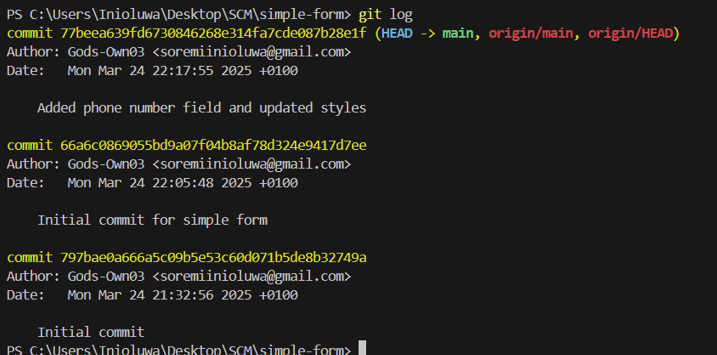 PS C:\Users\Inioluwa\Desktop\SCM\simple-form> git log
commit 77beea639fd6730846268e314fa7cde087b28e1f (HEAD -> main, origin/main, origin/HEAD)
Author: Gods-Own03 <soremiinioluwa@gmail.com>
Date:   Mon Mar 24 22:17:55 2025 +0100
    Added phone number field and updated styles
commit 66a6c0869055bd9a07f04b8af78d324e9417d7ee
Author: Gods-Own03 <soremiinioluwa@gmail.com>
Date:   Mon Mar 24 22:05:48 2025 +0100
    Initial commit for simple form
commit 797bae0a666a5c09b5e53c60d071b5de8b32749a
Author: Gods-Own03 <soremiinioluwa@gmail.com>
Date:   Mon Mar 24 21:32:56 2025 +0100
    Initial commit
PS C:\Users\Inioluwa\Desktop\SCM\simple-form>